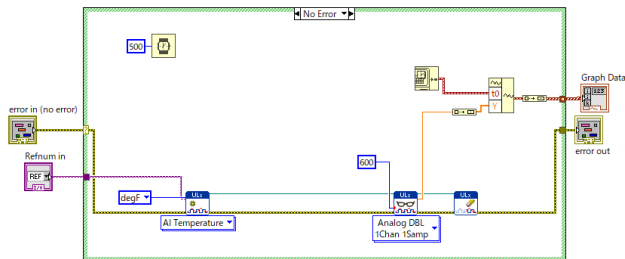 No Error
500
t0
Y
Graph Data
123
error in (no error)
error out
Refnum in
REF
600
degF
ULx
ULx
ULx
AI Temperature
Analog DBL
1Chan 1Samp